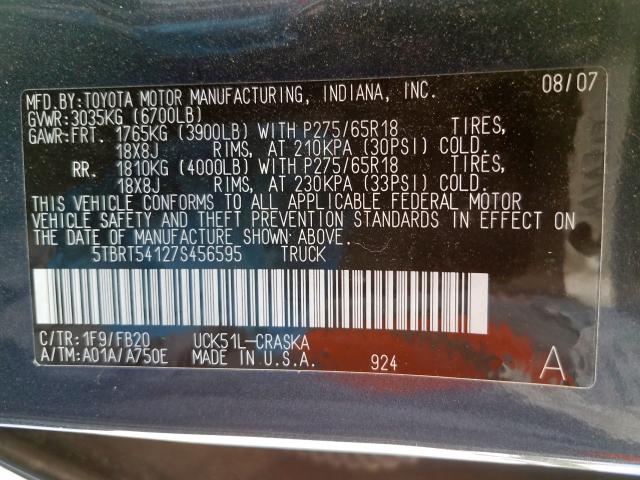 MFD.BY:TOYOTA MOTOR MANUFACTURING, INDIANA, INC. 08/07
GVWR:3035KG (6700LB)
GAWR:FRT. 1765KG (3900LB) WITH P275/65R18 TIRES,
18X8J RIMS, AT 210KPA (30PSI) COLD.
RR. 1810KG (4000LB) WITH P275/65R18 TIRES,
18X8J RIMS, AT 230KPA (33PSI) COLD.
THIS VEHICLE CONFORMS TO ALL APPLICABLE FEDERAL MOTOR
VEHICLE SAFETY AND THEFT PREVENTION STANDARDS IN EFFECT ON
THE DATE OF MANUFACTURE SHOWN ABOVE.
5TBRT54127S456595 TRUCK
C/TR:1F9/FB20 UCK51L-CRASKA
A/TM:A01A/A750E MADE IN U.S.A. 924 A